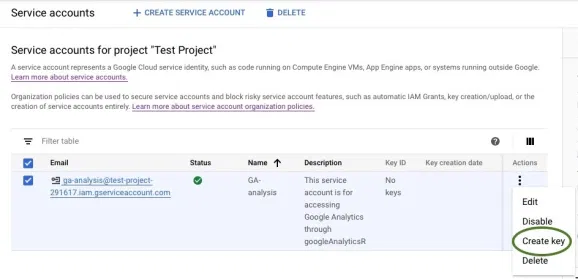 Service accounts + CREATE SERVICE ACCOUNT DELETE
Service accounts for project "Test Project"
A service account represents a Google Cloud service identity, such as code running on Compute Engine VMs, App Engine apps, or systems running outside Google.
Learn more about service accounts.
Organization policies can be used to secure service accounts and block risky service account features, such as automatic IAM Grants, key creation/upload, or the
creation of service accounts entirely. Learn more about service account organization policies.
Filter table
Email Status Name ↑ Description Key ID Key creation date Actions
ga-analysis@test-project- GA- This service No
291617.iam.gserviceaccount.com analysis account is for keys
accessing
Google Analytics
through
googleAnalyticsR
Edit
Disable
Create key
Delete